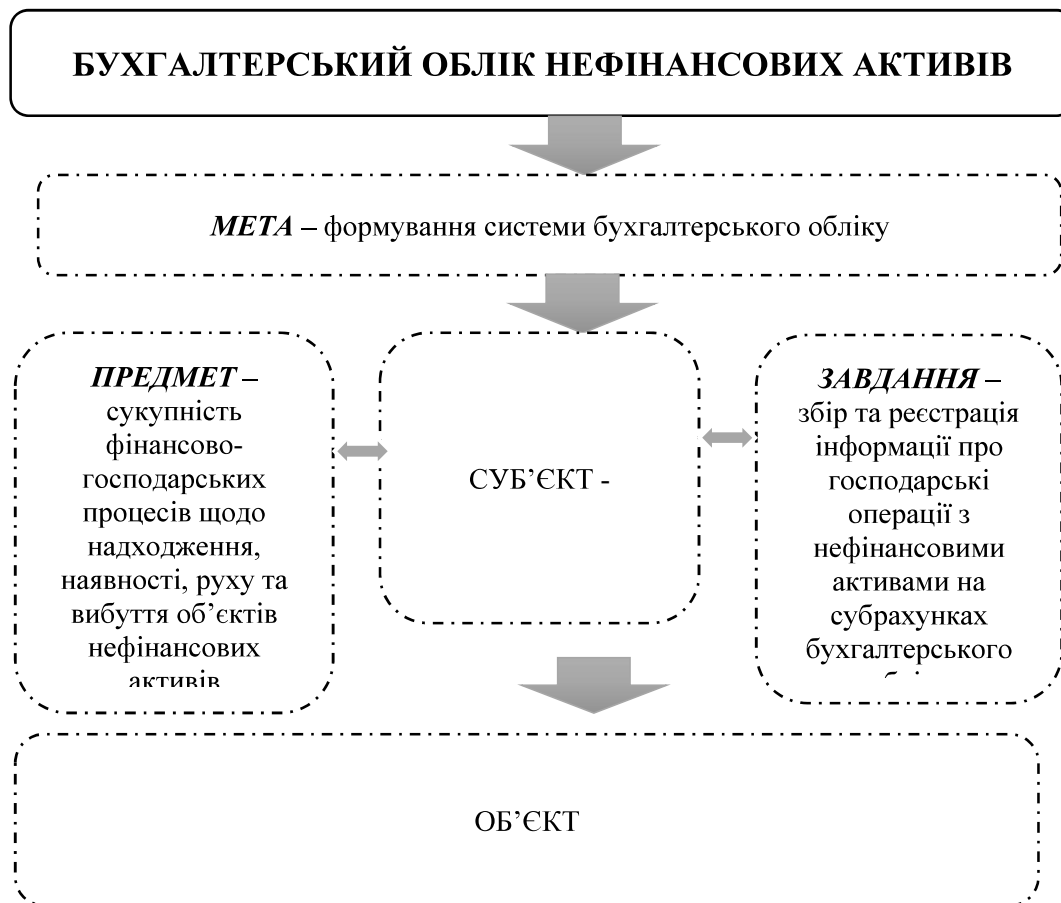 БУХГАЛТЕРСЬКИЙ ОБЛІК НЕФІНАНСОВИХ АКТИВІВ
МЕТА – формування системи бухгалтерського обліку
ПРЕДМЕТ –
сукупність
фінансово-
господарських
процесів щодо
надходження,
наявності, руху та
вибуття об’єктів
нефінансових
активів
СУБ’ЄКТ -
ЗАВДАННЯ –
збір та реєстрація
інформації про
господарські
операції з
нефінансовими
активами на
субрахунках
бухгалтерського
ОБ’ЄКТ